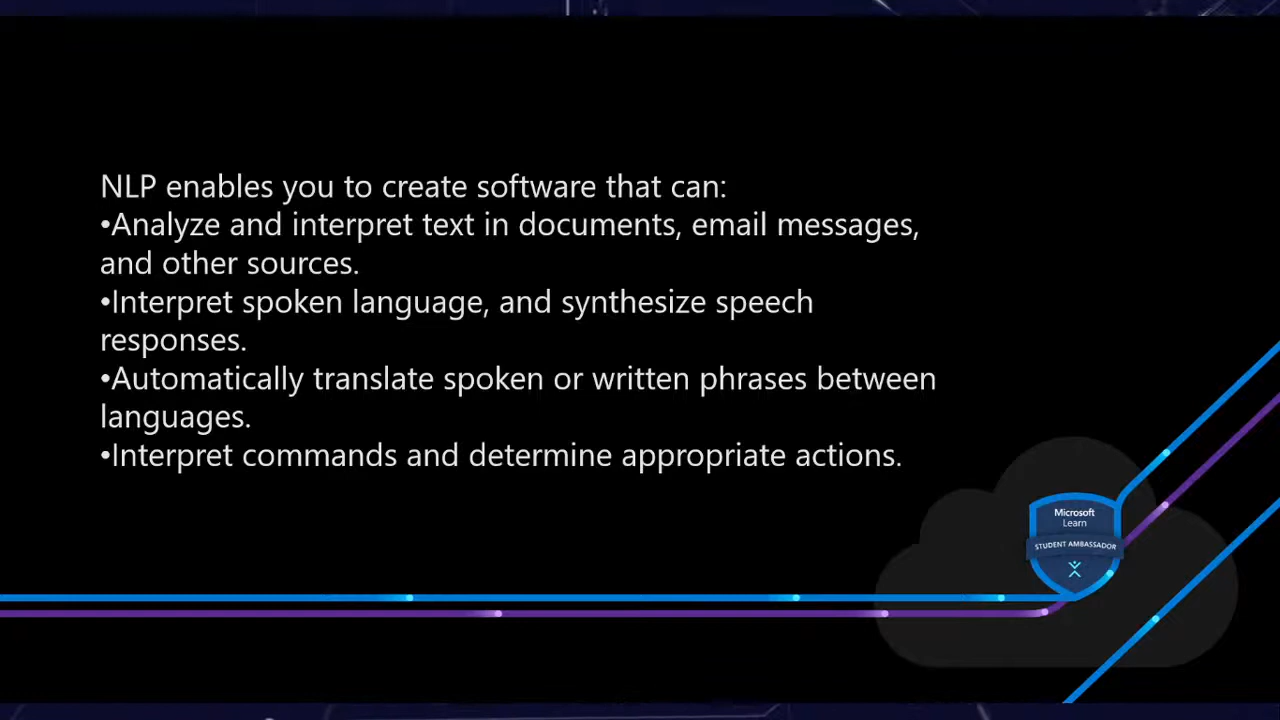 NLP enables you to create software that can:
•Analyze and interpret text in documents, email messages,
and other sources.
•Interpret spoken language, and synthesize speech
responses.
•Automatically translate spoken or written phrases between
languages.
•Interpret commands and determine appropriate actions.
Microsoft
Learn
STUDENT AMBASSADOR